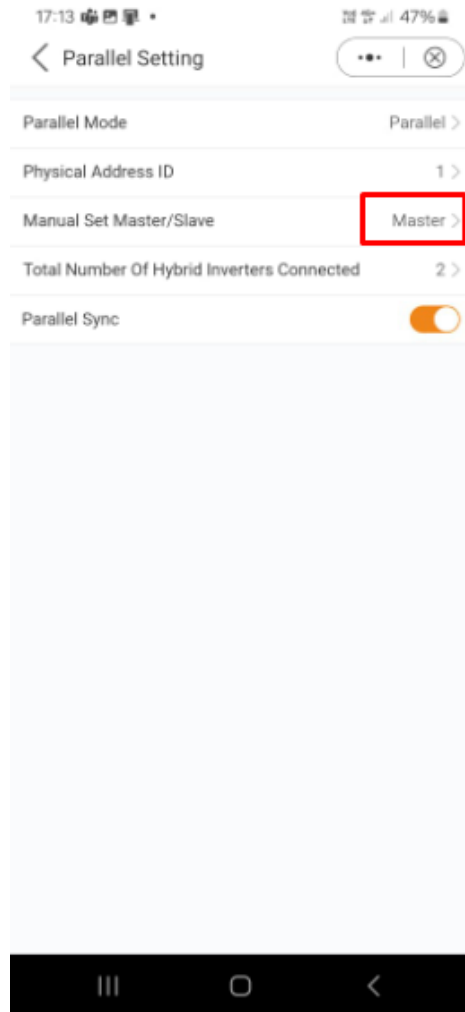 17:13
47%
Parallel Setting
Parallel Mode Parallel
Physical Address ID 1
Manual Set Master/Slave Master
Total Number Of Hybrid Inverters Connected 2
Parallel Sync